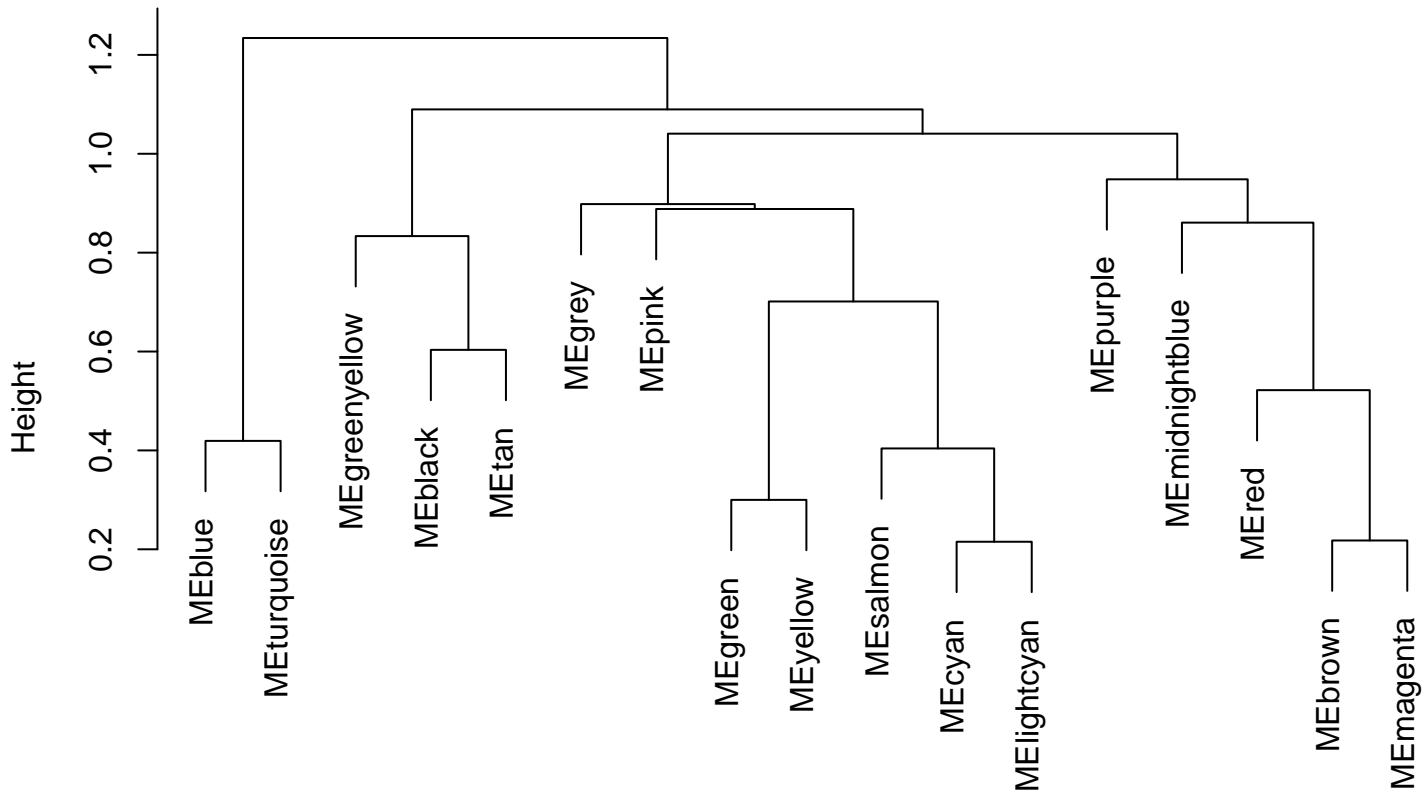 Height
1.2
1.0
0.8
0.6
0.4
0.2
MEblue
MEturquoise
MEgreenyellow
MEblack
MEtan
MEgrey
MEpink
MEgreen
MEyellow
MEsalmon
MEcyan
MElightcyan
MEpurple
MEmidnightblue
MEred
MEbrown
MEmagenta